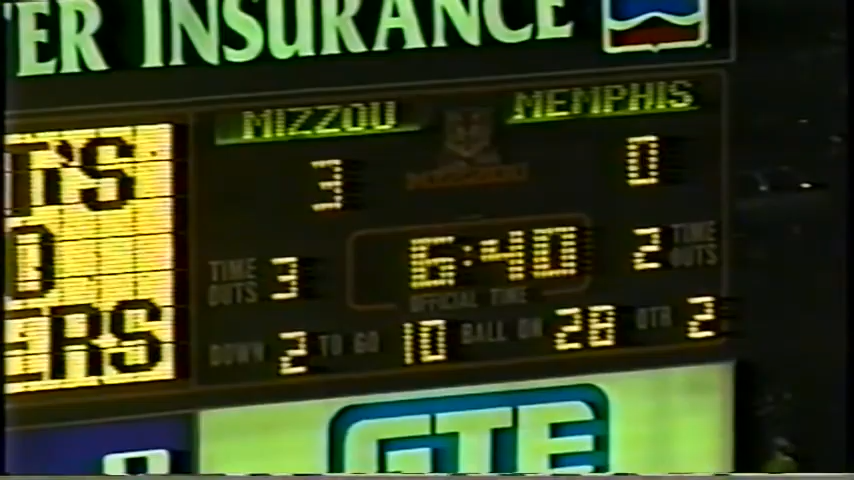 ER INSURANCE
MIZZOU MEMPHIS
3 0
T'S
TIME OUTS 3 6:40 2 TIME OUTS
OFFICIAL TIME
DOWN 2 TO GO 10 BALL ON 28 QTR 2
ERS
GTE